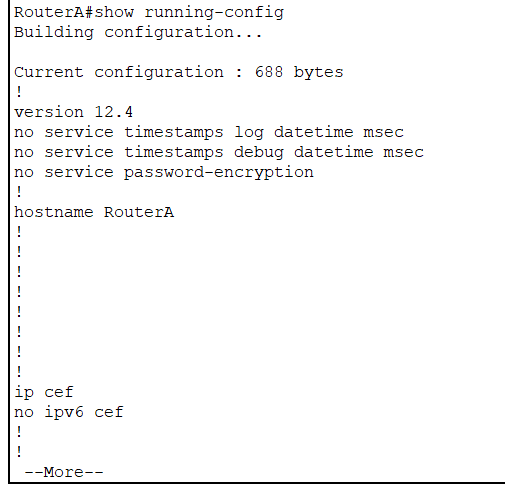 RouterA#show running-config
Building configuration...

Current configuration : 688 bytes
!
version 12.4
no service timestamps log datetime msec
no service timestamps debug datetime msec
no service password-encryption
!
hostname RouterA
!
!
!
!
!
!
!
!
ip cef
no ipv6 cef
!
!
 --More--